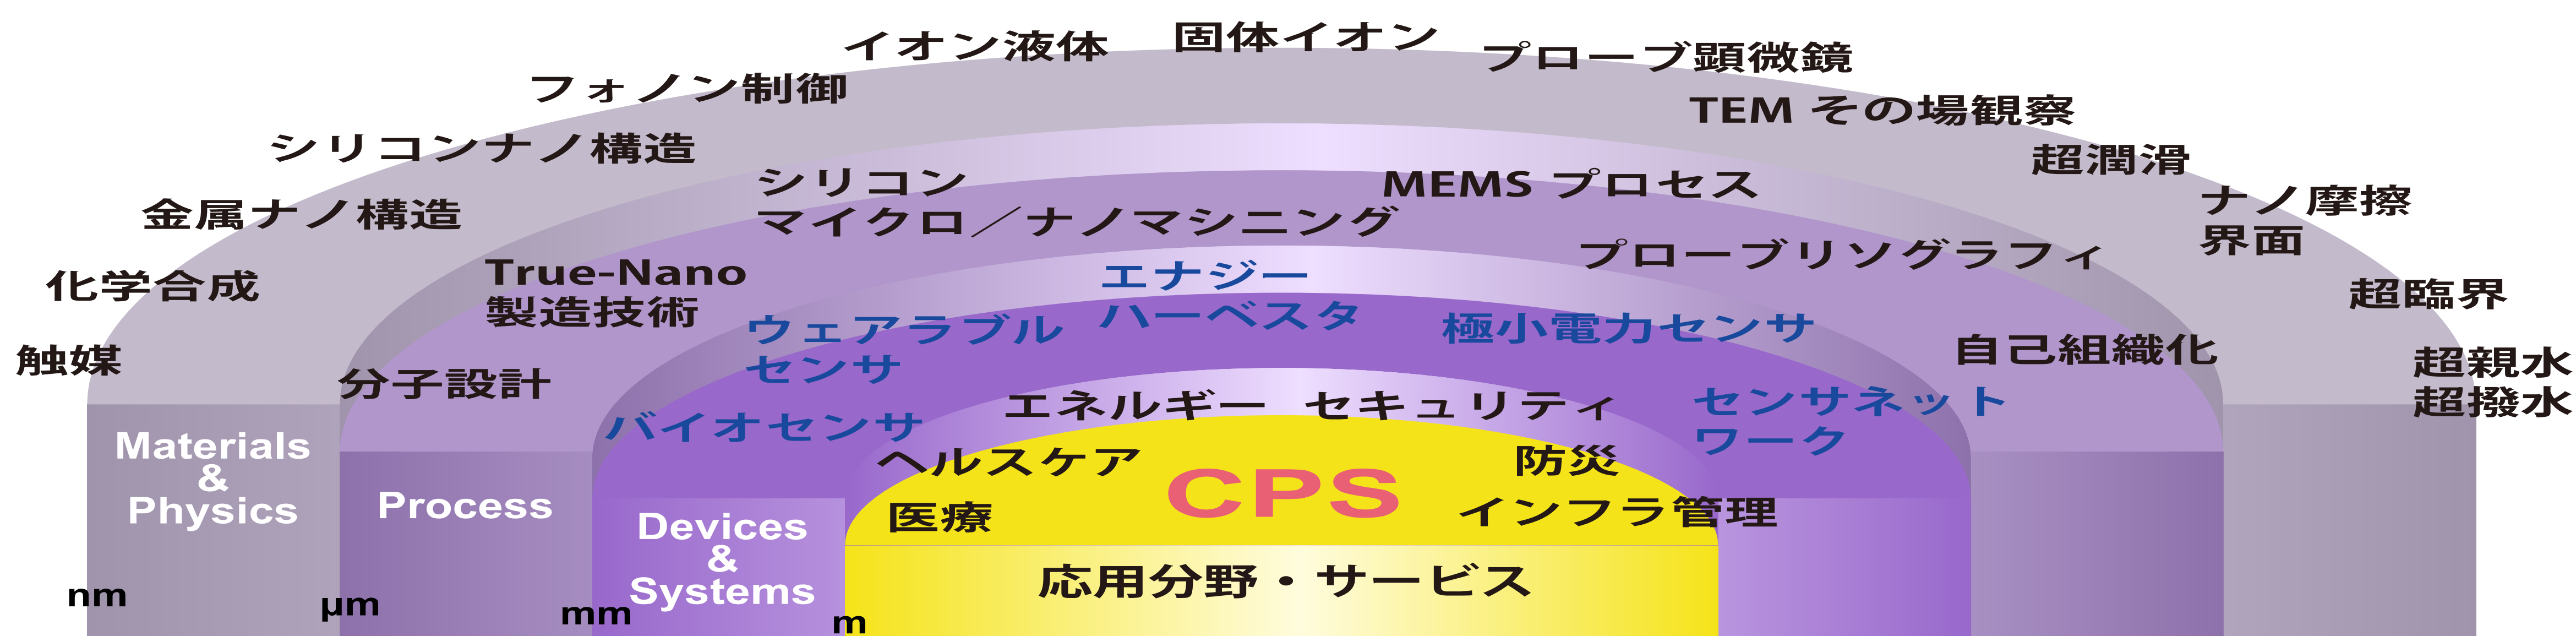 固体イオン
イオン液体
プローブ顕微鏡
フォノン制御
TEM その場観察
シリコンナノ構造
超潤滑
金属ナノ構造
ナノ摩擦
界面
化学合成
超臨界
触媒
超親水
超撥水
シリコン
マイクロ／ナノマシニング
MEMS プロセス
True-Nano
製造技術
プローブリソグラフィ
分子設計
自己組織化
エナジー
ハーベスタ
ウェアラブル
センサ
極小電力センサ
バイオセンサ
センサネット
ワーク
エネルギー
セキュリティ
ヘルスケア
防災
CPS
医療
インフラ管理
応用分野・サービス
Materials
&
Physics
Process
Devices
&
Systems
nm
μm
mm
m